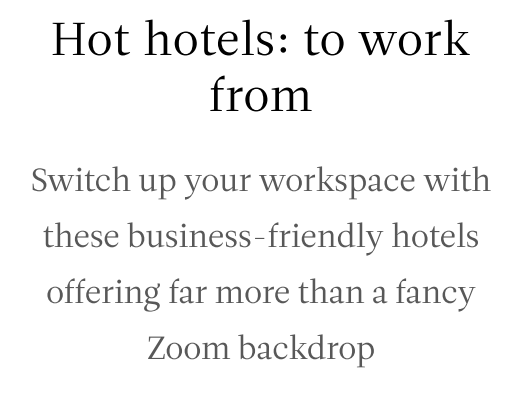 Hot hotels: to work
from
Switch up your workspace with
these business-friendly hotels
offering far more than a fancy
Zoom backdrop